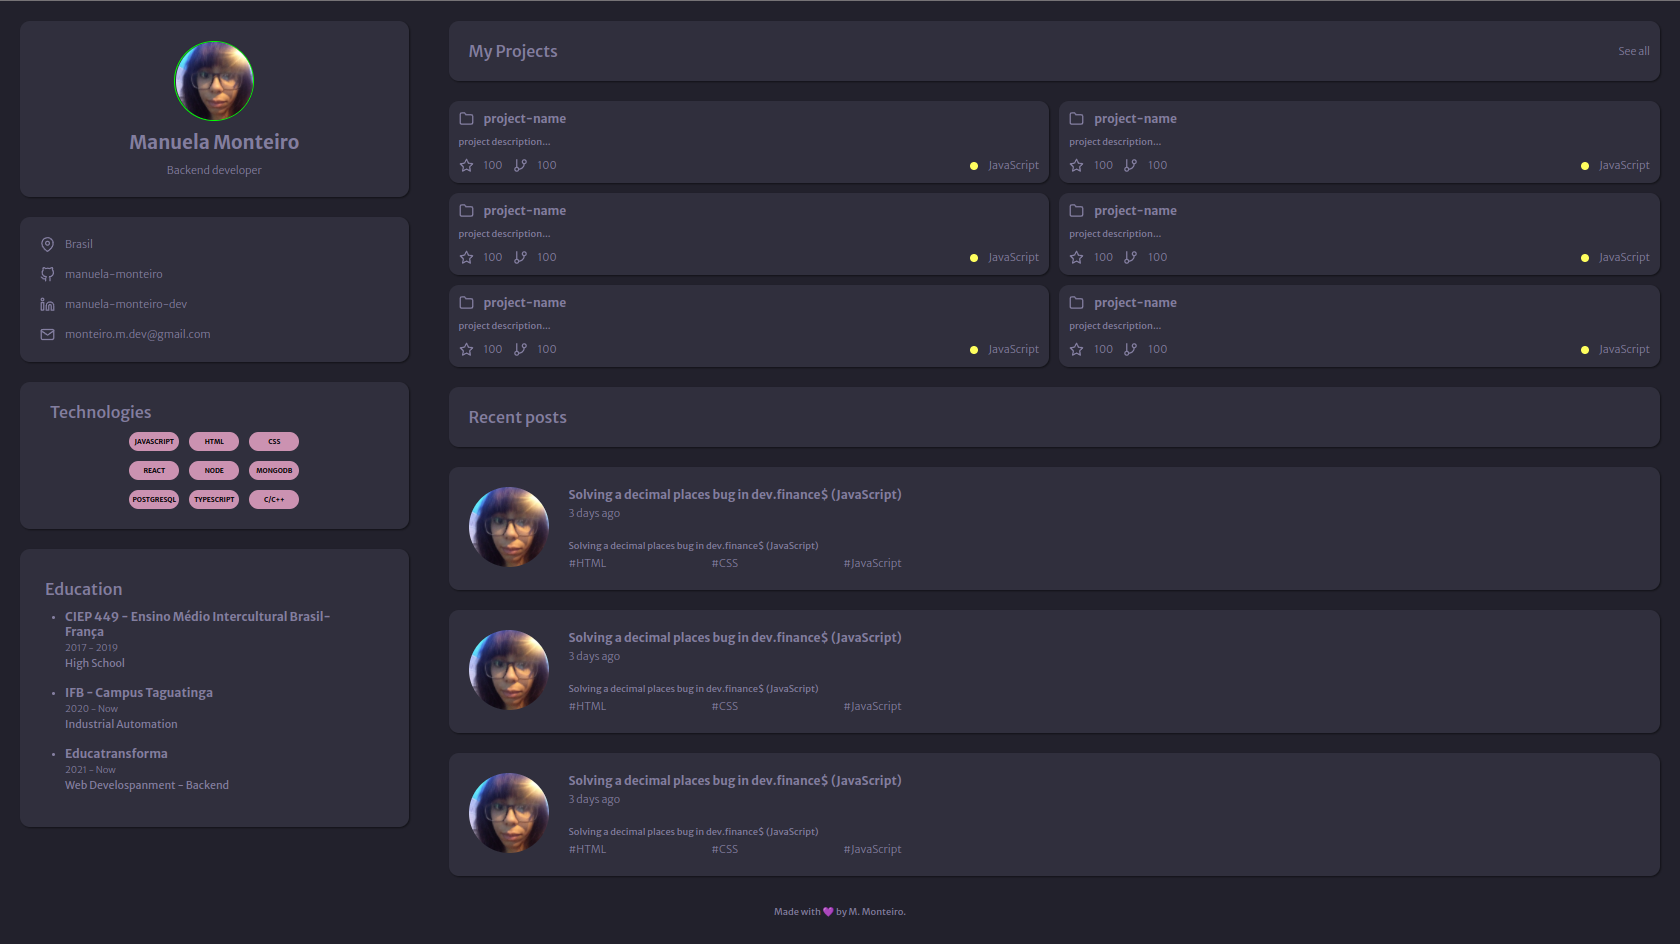 Manuela Monteiro
Backend developer
Brasil
manuela-monteiro
manuela-monteiro-dev
monteiro.m.dev@gmail.com
Technologies
JAVASCRIPT HTML CSS
REACT NODE MONGODB
POSTGRESQL TYPESCRIPT C/C++
Education
• CIEP 449 - Ensino Médio Intercultural Brasil-
França
2017 - 2019
High School
• IFB - Campus Taguatinga
2020 - Now
Industrial Automation
• Educatransforma
2021 - Now
Web Develospanment - Backend
My Projects See all
project-name
project description...
100 100 JavaScript
project-name
project description...
100 100 JavaScript
project-name
project description...
100 100 JavaScript
project-name
project description...
100 100 JavaScript
project-name
project description...
100 100 JavaScript
project-name
project description...
100 100 JavaScript
Recent posts
Solving a decimal places bug in dev.finance$ (JavaScript)
3 days ago
Solving a decimal places bug in dev.finance$ (JavaScript)
#HTML #CSS #JavaScript
Solving a decimal places bug in dev.finance$ (JavaScript)
3 days ago
Solving a decimal places bug in dev.finance$ (JavaScript)
#HTML #CSS #JavaScript
Solving a decimal places bug in dev.finance$ (JavaScript)
3 days ago
Solving a decimal places bug in dev.finance$ (JavaScript)
#HTML #CSS #JavaScript
Made with 💜 by M. Monteiro.